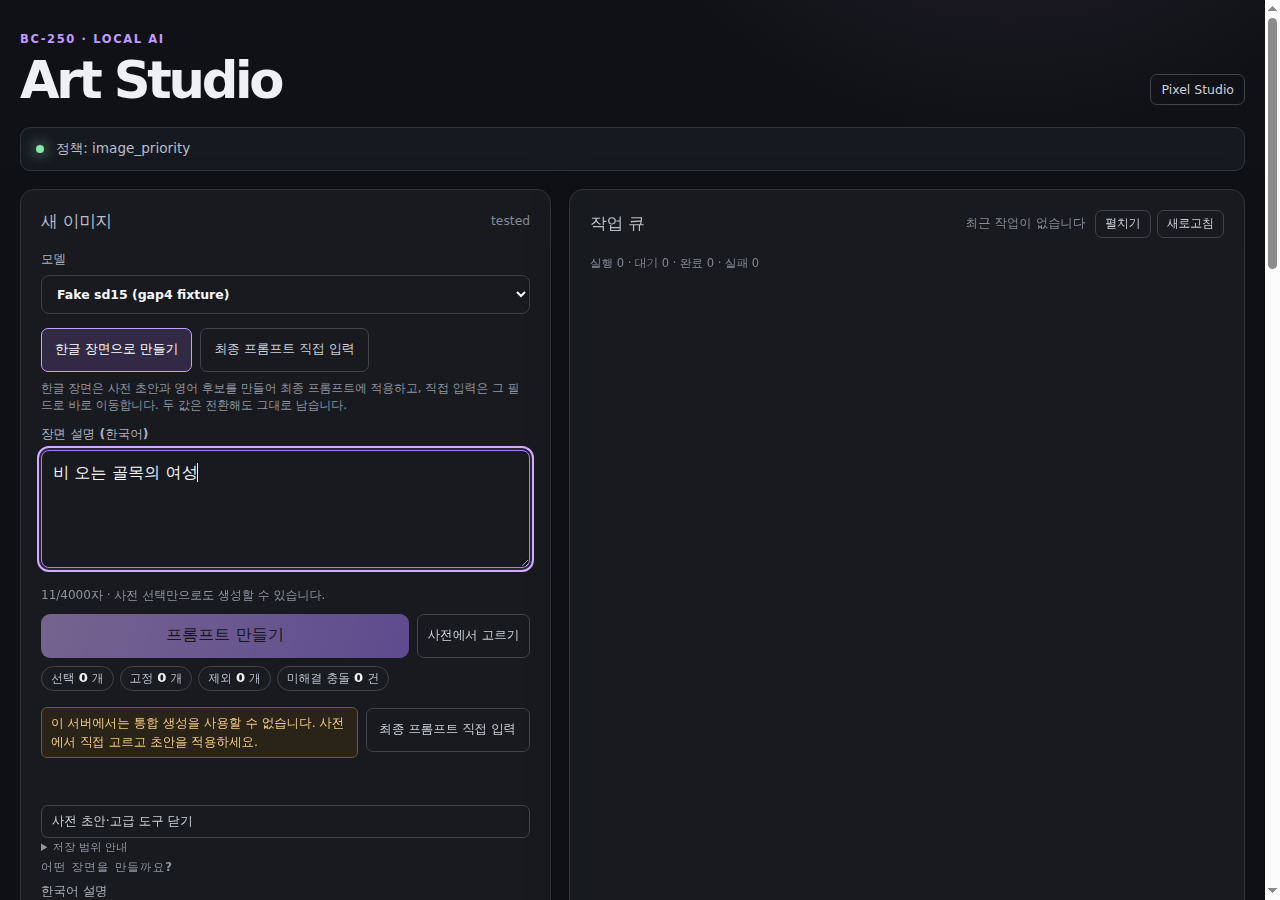 BC-250 · LOCAL AI
Art Studio
Pixel Studio
정책: image_priority
새 이미지
tested
모델
Fake sd15 (gap4 fixture)
한글 장면으로 만들기
최종 프롬프트 직접 입력
한글 장면은 사전 초안과 영어 후보를 만들어 최종 프롬프트에 적용하고, 직접 입력은 그 필
드로 바로 이동합니다. 두 값은 전환해도 그대로 남습니다.
장면 설명 (한국어)
비 오는 골목의 여성
11/4000자 · 사전 선택만으로도 생성할 수 있습니다.
프롬프트 만들기
사전에서 고르기
선택 0 개
고정 0 개
제외 0 개
미해결 충돌 0 건
이 서버에서는 통합 생성을 사용할 수 없습니다. 사전
에서 직접 고르고 초안을 적용하세요.
최종 프롬프트 직접 입력
사전 초안·고급 도구 닫기
▶ 저장 범위 안내
어떤 장면을 만들까요?
한국어 설명
작업 큐
최근 작업이 없습니다
펼치기
새로고침
실행 0 · 대기 0 · 완료 0 · 실패 0